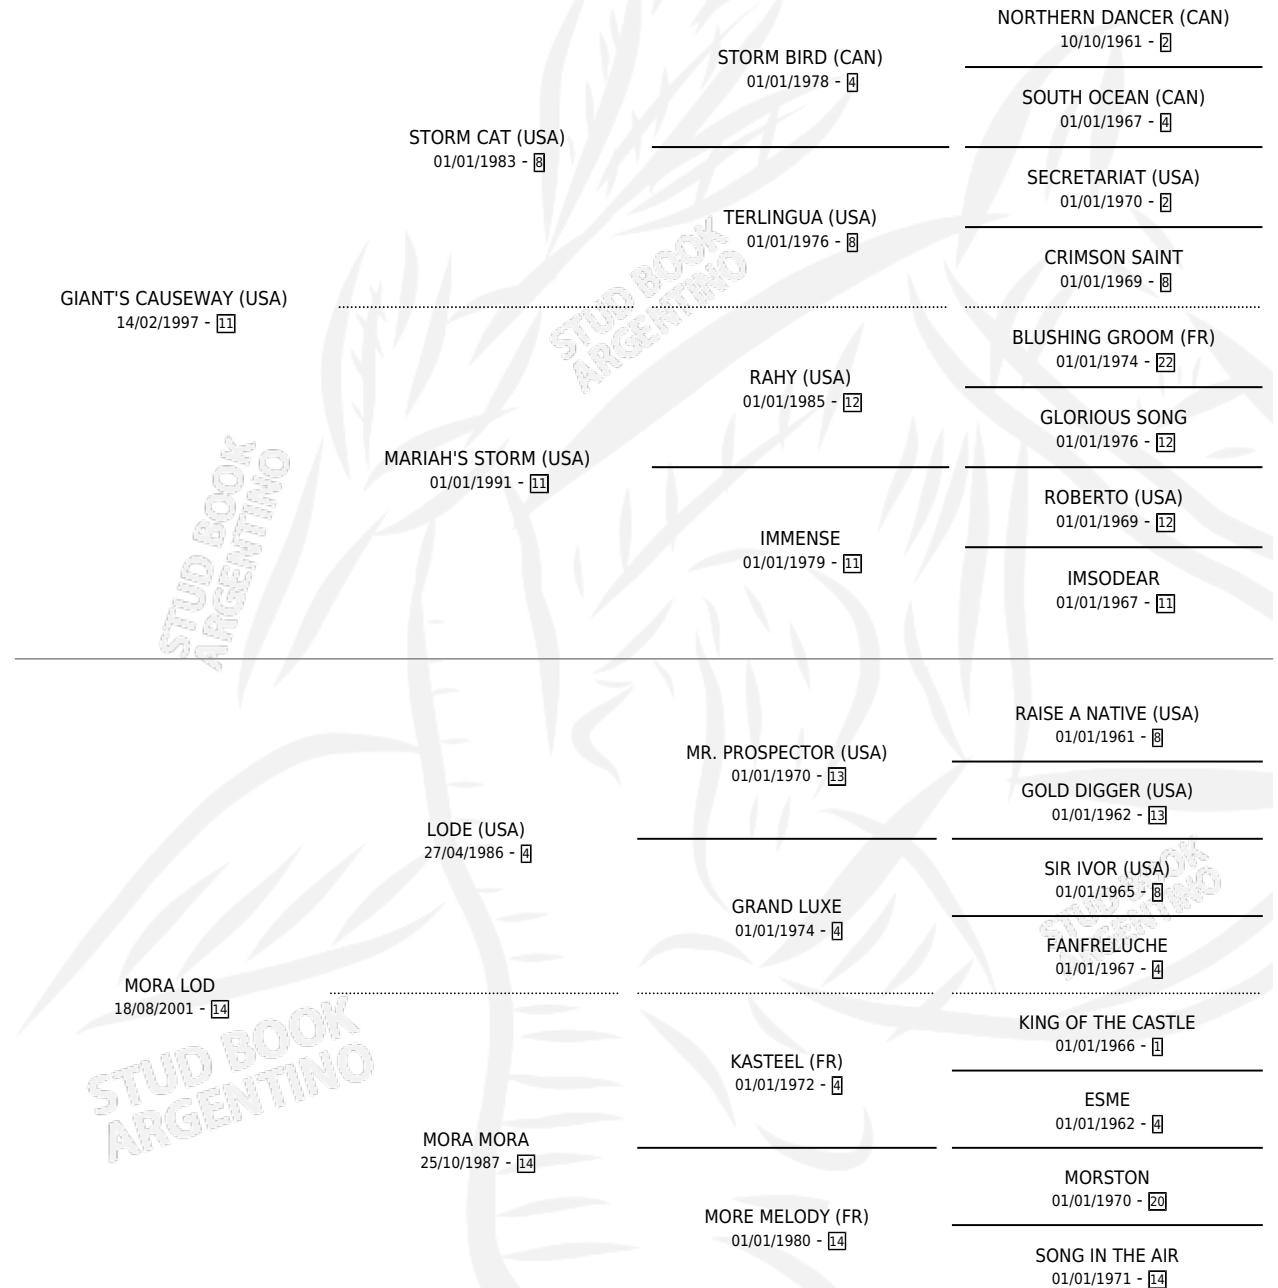 NORTHERN DANCER (CAN)
10/10/1961 - 2
STORM BIRD (CAN)
01/01/1978 - 4
SOUTH OCEAN (CAN)
01/01/1967 - 4
STORM CAT (USA)
01/01/1983 - 8
SECRETARIAT (USA)
01/01/1970 - 2
TERLINGUA (USA)
01/01/1976 - 8
CRIMSON SAINT
01/01/1969 - 8
GIANT'S CAUSEWAY (USA)
14/02/1997 - 11
STUD BOOK
ARGENTINO
BLUSHING GROOM (FR)
01/01/1974 - 22
RAHY (USA)
01/01/1985 - 12
GLORIOUS SONG
01/01/1976 - 12
MARIAH'S STORM (USA)
01/01/1991 - 11
ROBERTO (USA)
01/01/1969 - 12
IMMENSE
01/01/1979 - 11
IMSODEAR
01/01/1967 - 11
STUD BOOK
ARGENTINO
RAISE A NATIVE (USA)
01/01/1961 - 8
MR. PROSPECTOR (USA)
01/01/1970 - 13
GOLD DIGGER (USA)
01/01/1962 - 13
LODE (USA)
27/04/1986 - 4
SIR IVOR (USA)
01/01/1965 - 8
GRAND LUXE
01/01/1974 - 4
FANFRELUCHE
01/01/1967 - 4
STUD BOOK
ARGENTINO
MORA LOD
18/08/2001 - 14
KING OF THE CASTLE
01/01/1966 - 1
KASTEEL (FR)
01/01/1972 - 4
ESME
01/01/1962 - 4
STUD BOOK
ARGENTINO
MORA MORA
25/10/1987 - 14
MORSTON
01/01/1970 - 20
MORE MELODY (FR)
01/01/1980 - 14
SONG IN THE AIR
01/01/1971 - 14